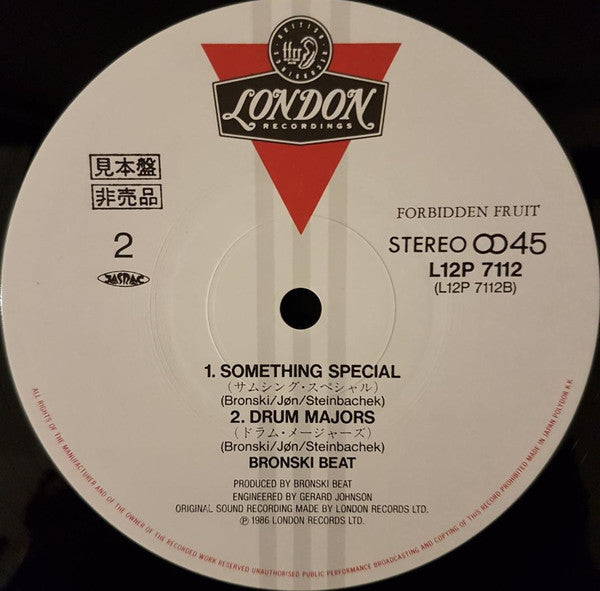 BRITISH
ffrr
RECORDINGS
LONDON
RECORDINGS
見本盤
非売品
FORBIDDEN FRUIT
2
STEREO 45
JASRAC
L12P 7112
(L12P 7112B)
1. SOMETHING SPECIAL
(サムシング・スペシャル)
(Bronski/Jøn/Steinbachek)
2. DRUM MAJORS
(ドラム・メージャーズ)
(Bronski/Jøn/Steinbachek)
BRONSKI BEAT
PRODUCED BY BRONSKI BEAT
ENGINEERED BY GERARD JOHNSON
ORIGINAL SOUND RECORDING MADE BY LONDON RECORDS LTD.
Ⓟ 1986 LONDON RECORDS LTD.
ALL RIGHTS OF THE MANUFACTURER AND OF THE OWNER OF THE RECORDED WORK RESERVED UNAUTHORISED PUBLIC PERFORMANCE BROADCASTING AND COPYING OF THIS RECORD PROHIBITED MADE IN JAPAN POLYDOR K.K.